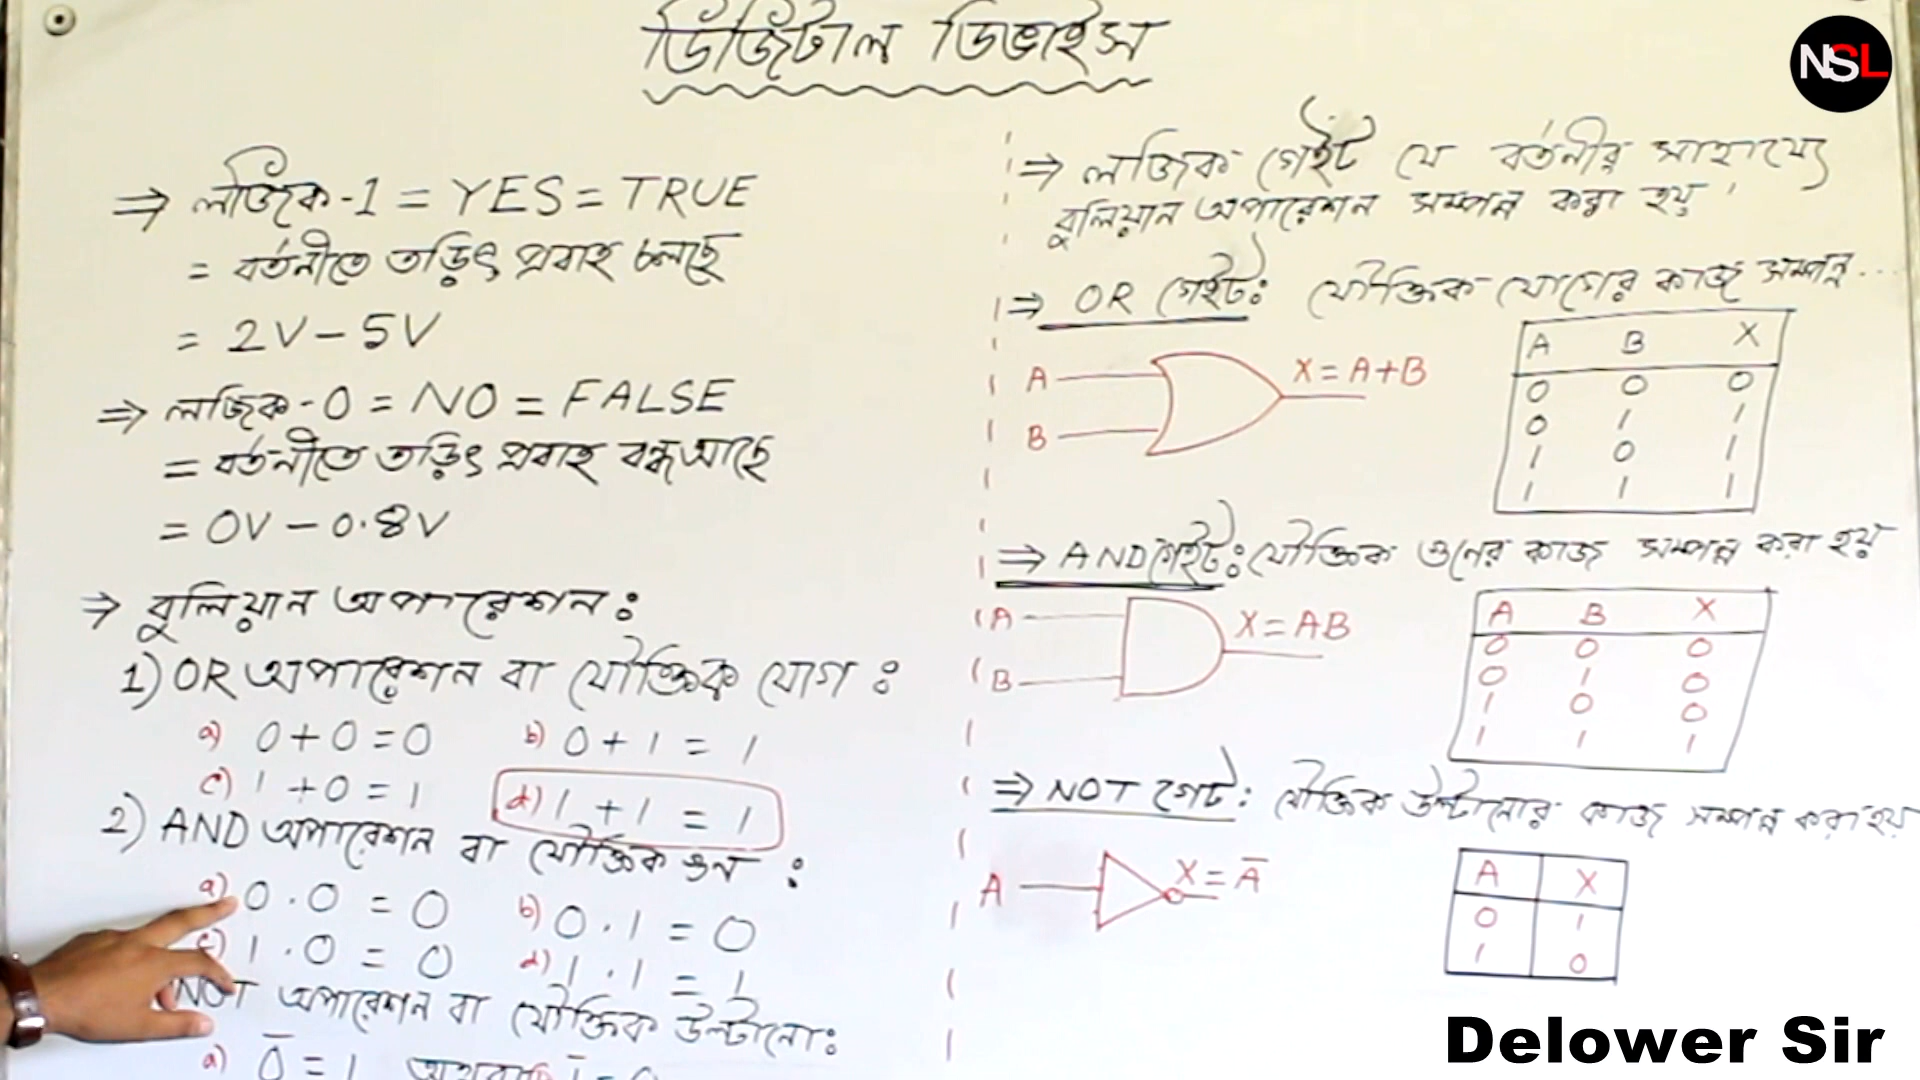 ডিজিটাল ডিভাইস
NSL
⇒ লজিক-1 = YES = TRUE
= বর্তনীতে তড়িৎ প্রবাহ চলছে
= 2V - 5V
⇒ লজিক-0 = NO = FALSE
= বর্তনীতে তড়িৎ প্রবাহ বন্ধ আছে
= 0V - 0.8V
⇒ বুলিয়ান অপারেশন :
1) OR অপারেশন বা যৌক্তিক যোগ :
a) 0+0=0 b) 0+1 = 1
c) 1+0=1 d) 1+1 = 1
2) AND অপারেশন বা যৌক্তিক গুন :
a) 0.0 = 0 b) 0.1 = 0
c) 1.0 = 0 d) 1.1 = 1
NOT অপারেশন বা যৌক্তিক উল্টানো:
a) 0̅ = 1 অথবা
⇒ লজিক গেইট যে বর্তনীর সাহায্যে
বুলিয়ান অপারেশন সম্পন্ন করা হয়
⇒ OR গেইট: যৌক্তিক যোগের কাজ সম্পন্ন...
A
B
X = A+B
A B X
0 0 0
0 1 1
1 0 1
1 1 1
⇒ AND গেইট: যৌক্তিক গুনের কাজ সম্পন্ন করা হয়
A
B
X = AB
A B X
0 0 0
0 1 0
1 0 0
1 1 1
⇒ NOT গেট: যৌক্তিক উল্টানোর কাজ সম্পন্ন করা হয়
A
X = A̅
A X
0 1
1 0
Delower Sir